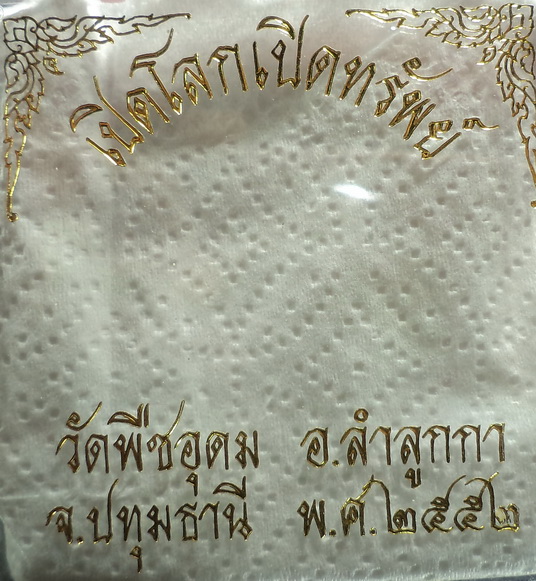 เปิดโลกเปิดทรัพย์
วัดพืชอุดม อ.ลำลูกกา
จ.ปทุมธานี พ.ศ.๒๕๕๒